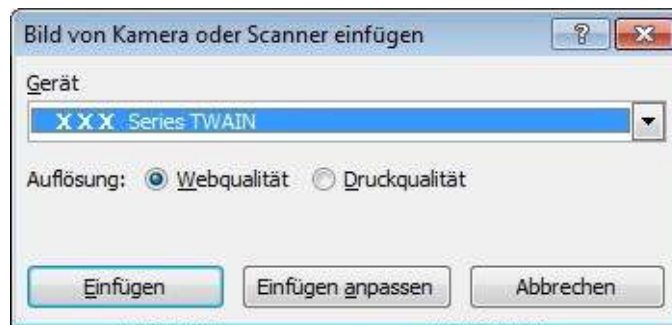 Bild von Kamera oder Scanner einfügen
Gerät
XXX Series TWAIN
Auflösung: Webqualität Druckqualität
Einfügen Einfügen anpassen Abbrechen